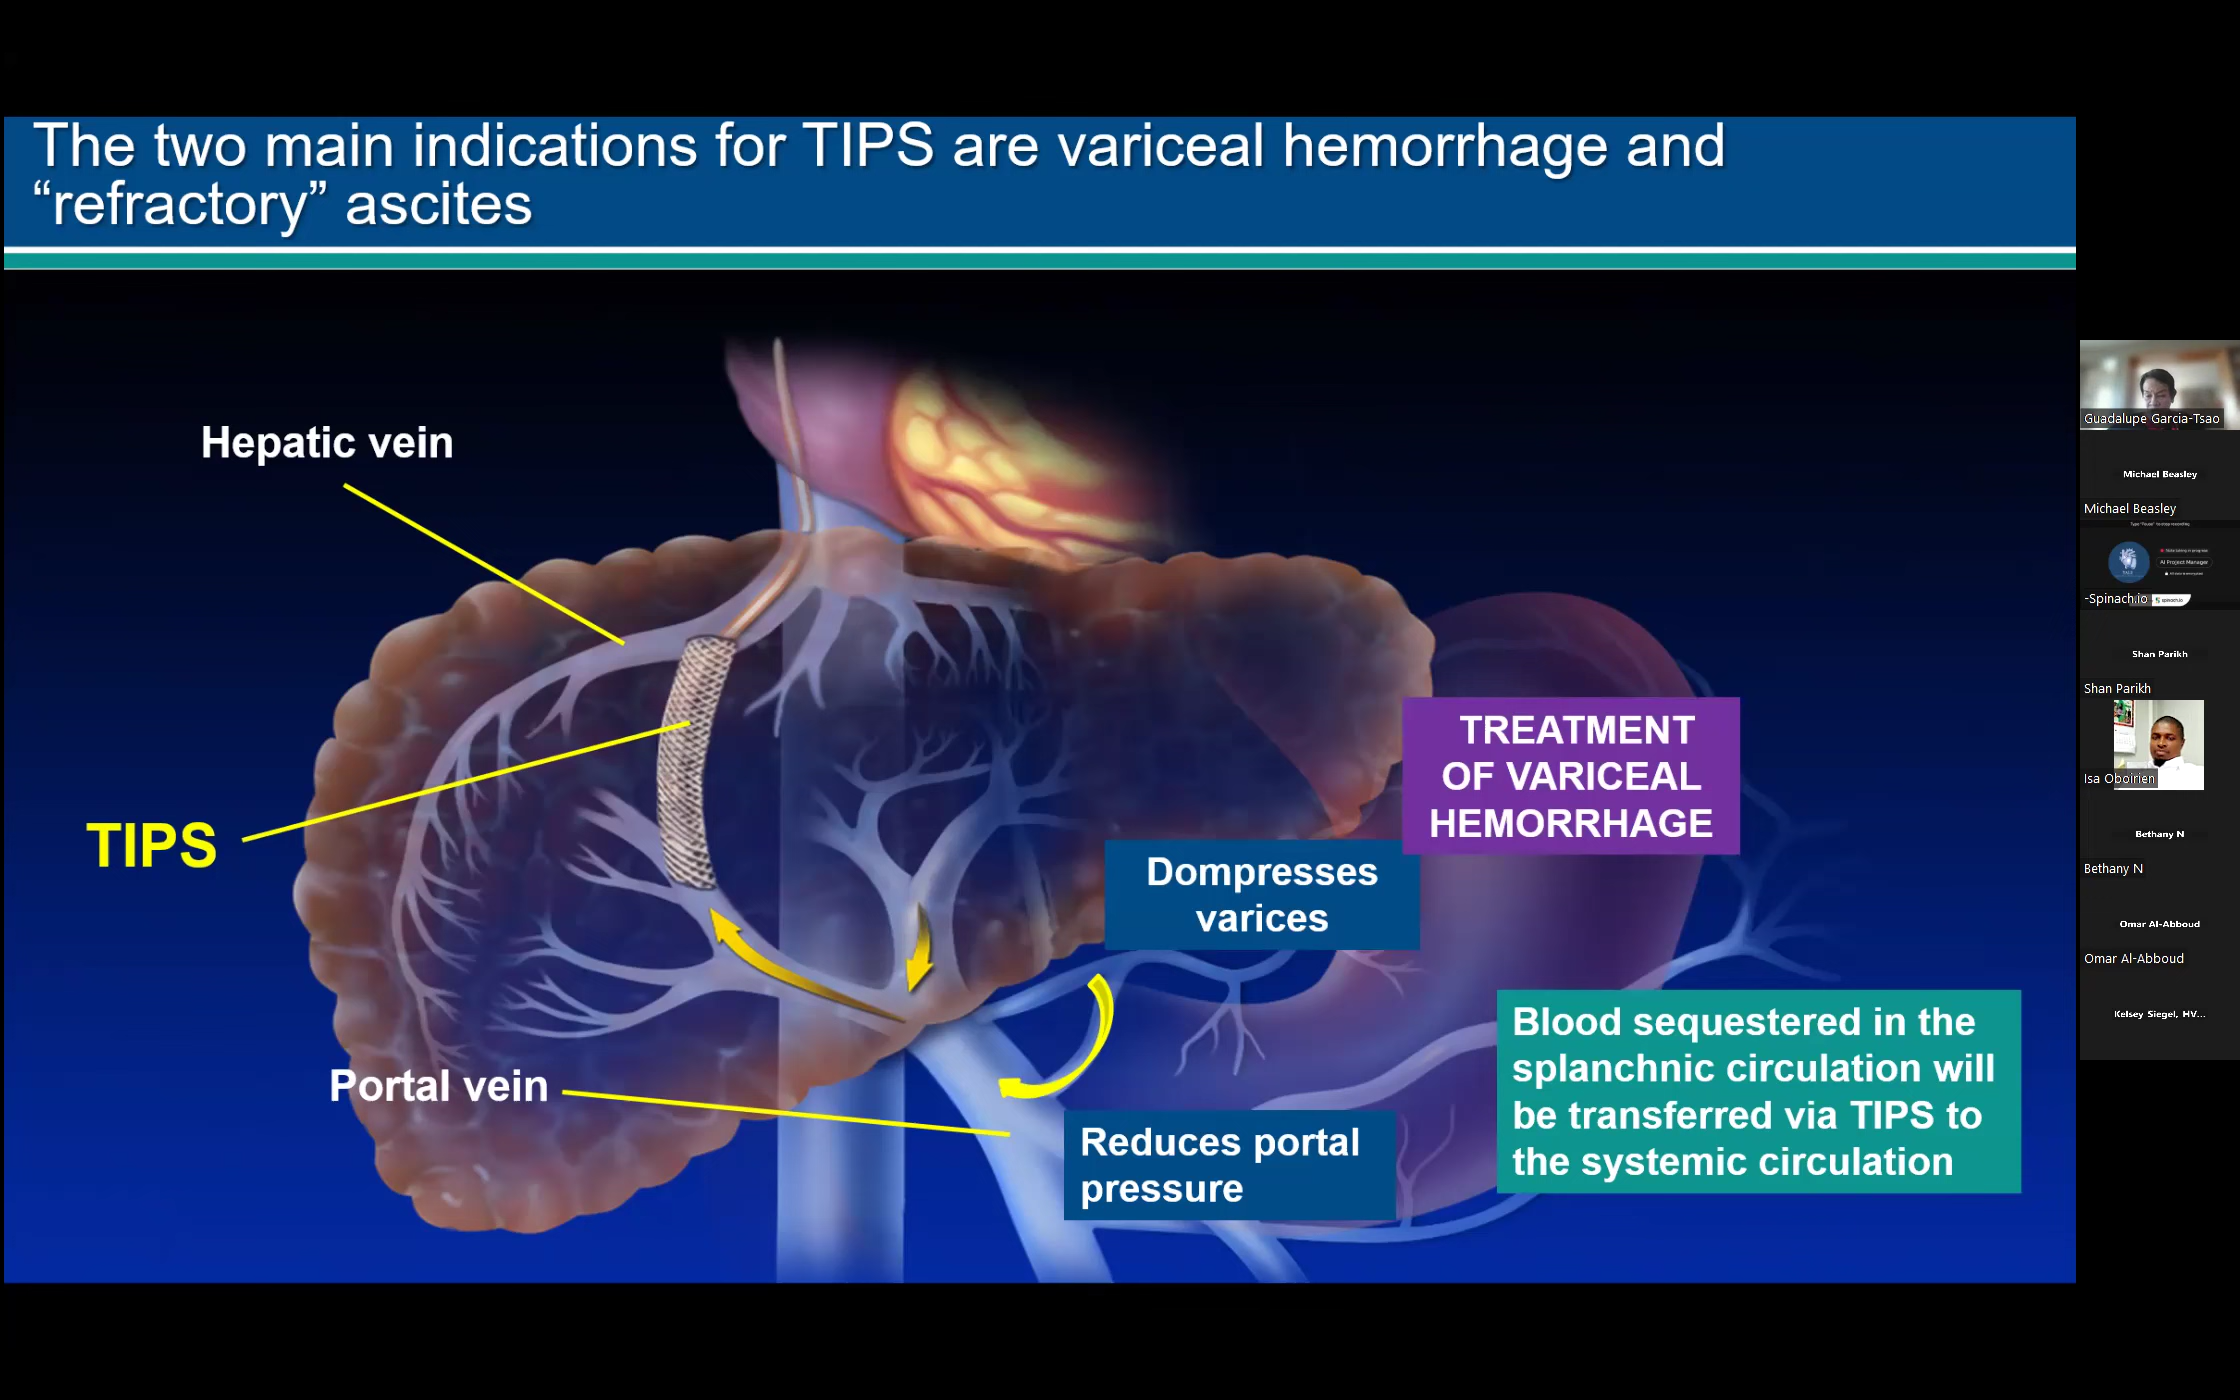 The two main indications for TIPS are variceal hemorrhage and
“refractory” ascites
Hepatic vein
TIPS
Portal vein
TREATMENT
OF VARICEAL
HEMORRHAGE
Dompresses
varices
Reduces portal
pressure
Blood sequestered in the
splanchnic circulation will
be transferred via TIPS to
the systemic circulation
Guadalupe Garcia-Tsao
Michael Beasley
Michael Beasley
AI Project Manager
-Spinach.io
spinach.io
Shan Parikh
Shan Parikh
Isa Oboirien
Bethany N
Bethany N
Omar Al-Abboud
Omar Al-Abboud
Kelsey Siegel, HV...